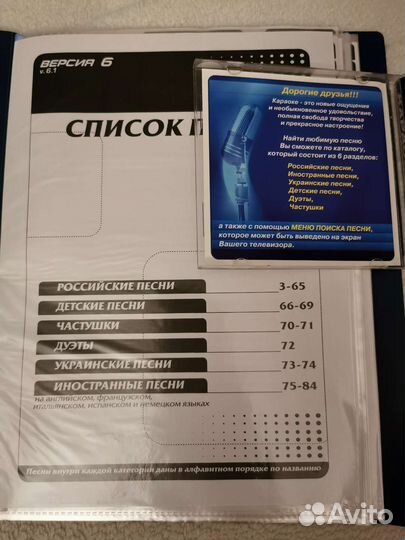 ВЕРСИЯ 6
v. 6.1
СПИСОК П
Дорогие друзья!!!
Караоке - это новые ощущения
и необыкновенное удовольствие,
полная свобода творчества
и прекрасное настроение!
Найти любимую песню
Вы сможете по каталогу,
который состоит из 6 разделов:
Российские песни,
Иностранные песни,
Украинские песни,
Детские песни,
Дуэты,
Частушки
а также с помощью МЕНЮ ПОИСКА ПЕСНИ,
которое может быть выведено на экран
Вашего телевизора.
РОССИЙСКИЕ ПЕСНИ 3-65
ДЕТСКИЕ ПЕСНИ 66-69
ЧАСТУШКИ 70-71
ДУЭТЫ 72
УКРАИНСКИЕ ПЕСНИ 73-74
ИНОСТРАННЫЕ ПЕСНИ 75-84
на английском, французском,
итальянском, испанском и немецком языках
Песни внутри каждой категории даны в алфавитном порядке по названию
Avito